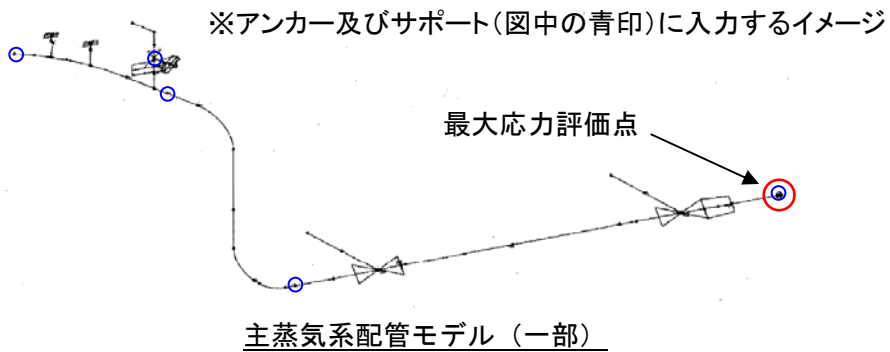 ※アンカー及びサポート(図中の青印)に入力するイメージ
最大応力評価点
主蒸気系配管モデル（一部）